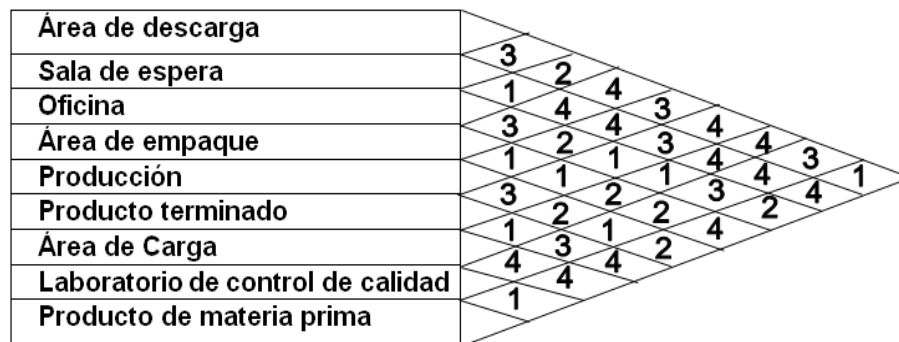 Área de descarga
3
Sala de espera 2
1 4
Oficina 4 3
3 4 4
Área de empaque 2 3 4
1 1 4 3
Producción 1 1 4 1
3 2 3 4
Producto terminado 2 2 2
1 1 4
Área de Carga 3 2
4 4
Laboratorio de control de calidad 4
1
Producto de materia prima